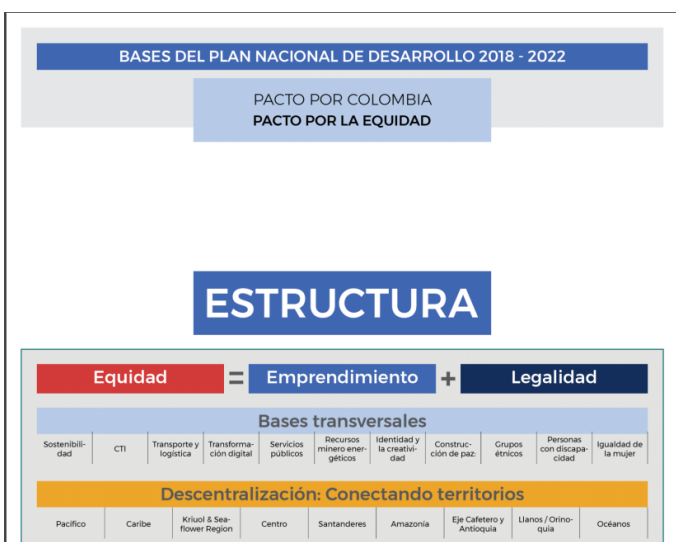 BASES DEL PLAN NACIONAL DE DESARROLLO 2018 - 2022
PACTO POR COLOMBIA
PACTO POR LA EQUIDAD
ESTRUCTURA
Equidad = Emprendimiento + Legalidad
Bases transversales
Sostenibili-
dad
CTI
Transporte y
logística
Transforma-
ción digital
Servicios
públicos
Recursos
minero ener-
géticos
Identidad y
la creativi-
dad
Construc-
ción de paz:
Grupos
étnicos
Personas
con discapa-
cidad
Igualdad de
la mujer
Descentralización: Conectando territorios
Pacífico
Caribe
Kriuol & Sea-
flower Region
Centro
Santanderes
Amazonía
Eje Cafetero y
Antioquia
Llanos / Orino-
quia
Océanos